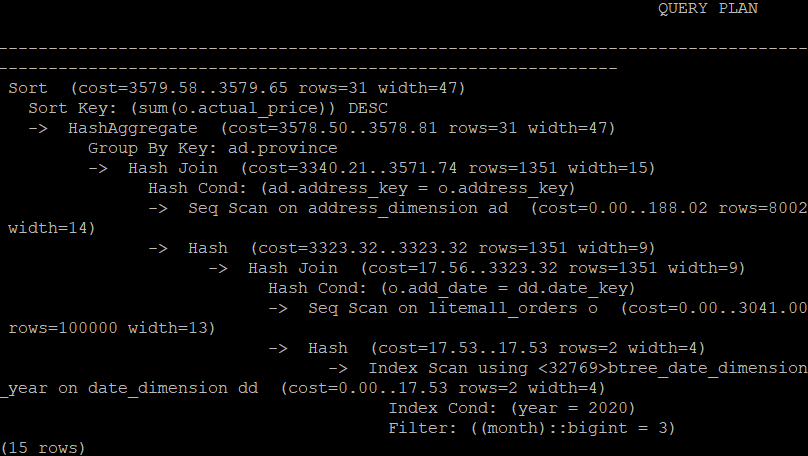 QUERY PLAN
--------------------------------------------------------------------------------
--------------------------------------------------------------
Sort  (cost=3579.58..3579.65 rows=31 width=47)
  Sort Key: (sum(o.actual_price)) DESC
  ->  HashAggregate  (cost=3578.50..3578.81 rows=31 width=47)
        Group By Key: ad.province
        ->  Hash Join  (cost=3340.21..3571.74 rows=1351 width=15)
              Hash Cond: (ad.address_key = o.address_key)
              ->  Seq Scan on address_dimension ad  (cost=0.00..188.02 rows=8002
width=14)
              ->  Hash  (cost=3323.32..3323.32 rows=1351 width=9)
                    ->  Hash Join  (cost=17.56..3323.32 rows=1351 width=9)
                          Hash Cond: (o.add_date = dd.date_key)
                          ->  Seq Scan on litemall_orders o  (cost=0.00..3041.00
rows=100000 width=13)
                          ->  Hash  (cost=17.53..17.53 rows=2 width=4)
                                ->  Index Scan using <32769>btree_date_dimension
_year on date_dimension dd  (cost=0.00..17.53 rows=2 width=4)
                                      Index Cond: (year = 2020)
                                      Filter: ((month)::bigint = 3)
(15 rows)